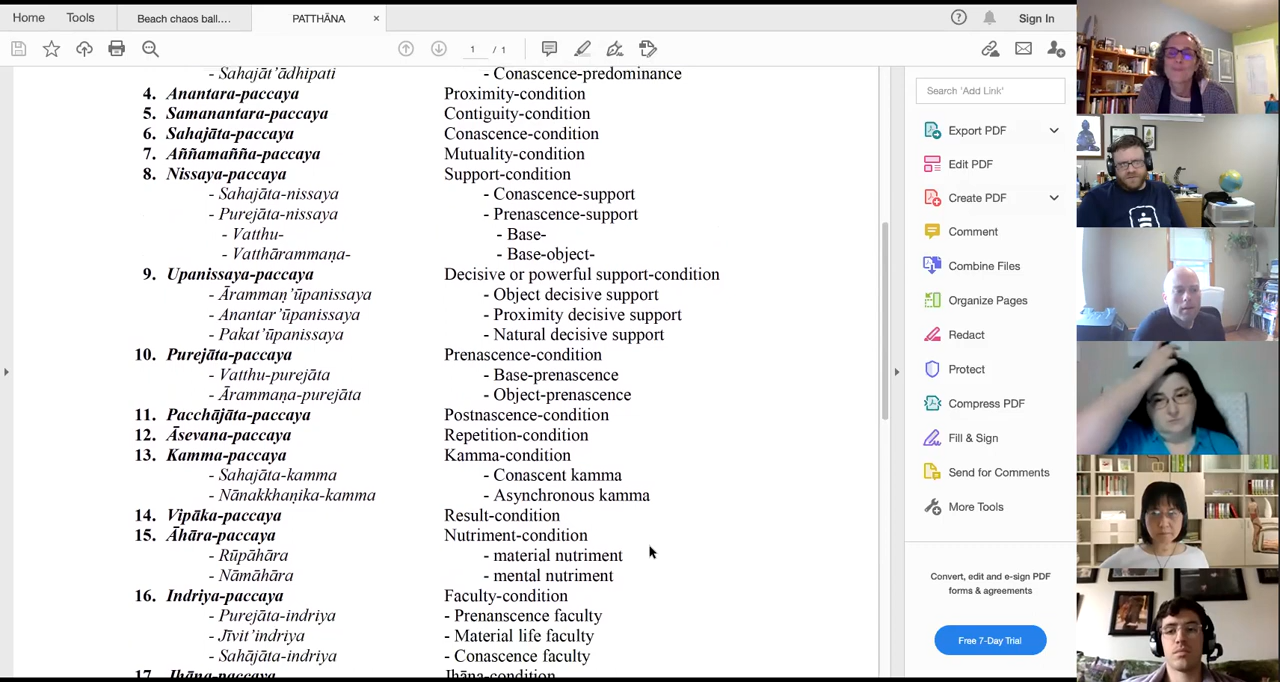 Home Tools Beach chaos ball.... PATTHĀNA × Sign In
1 / 1
- Sahajāt'ādhipati - Conascence-predominance
4. Anantara-paccaya Proximity-condition
5. Samanantara-paccaya Contiguity-condition
6. Sahajāta-paccaya Conascence-condition
7. Aññamañña-paccaya Mutuality-condition
8. Nissaya-paccaya Support-condition
- Sahajāta-nissaya - Conascence-support
- Purejāta-nissaya - Prenascence-support
- Vatthu- - Base-
- Vatthārammaṇa- - Base-object-
9. Upanissaya-paccaya Decisive or powerful support-condition
- Ārammaṇ'ūpanissaya - Object decisive support
- Anantar'ūpanissaya - Proximity decisive support
- Pakat'ūpanissaya - Natural decisive support
10. Purejāta-paccaya Prenascence-condition
- Vatthu-purejāta - Base-prenascence
- Ārammaṇa-purejāta - Object-prenascence
11. Pacchājāta-paccaya Postnascence-condition
12. Āsevana-paccaya Repetition-condition
13. Kamma-paccaya Kamma-condition
- Sahajāta-kamma - Conascent kamma
- Nānakkhaṇika-kamma - Asynchronous kamma
14. Vipāka-paccaya Result-condition
15. Āhāra-paccaya Nutriment-condition
- Rūpāhāra - material nutriment
- Nāmāhāra - mental nutriment
16. Indriya-paccaya Faculty-condition
- Purejāta-indriya - Prenanscence faculty
- Jīvit'indriya - Material life faculty
- Sahājāta-indriya - Conascence faculty
17. Jhāna-paccaya Jhāna-condition
Search 'Add Link'
Export PDF
Edit PDF
Create PDF
Comment
Combine Files
Organize Pages
Redact
Protect
Compress PDF
Fill & Sign
Send for Comments
More Tools
Convert, edit and e-sign PDF
forms & agreements
Free 7-Day Trial